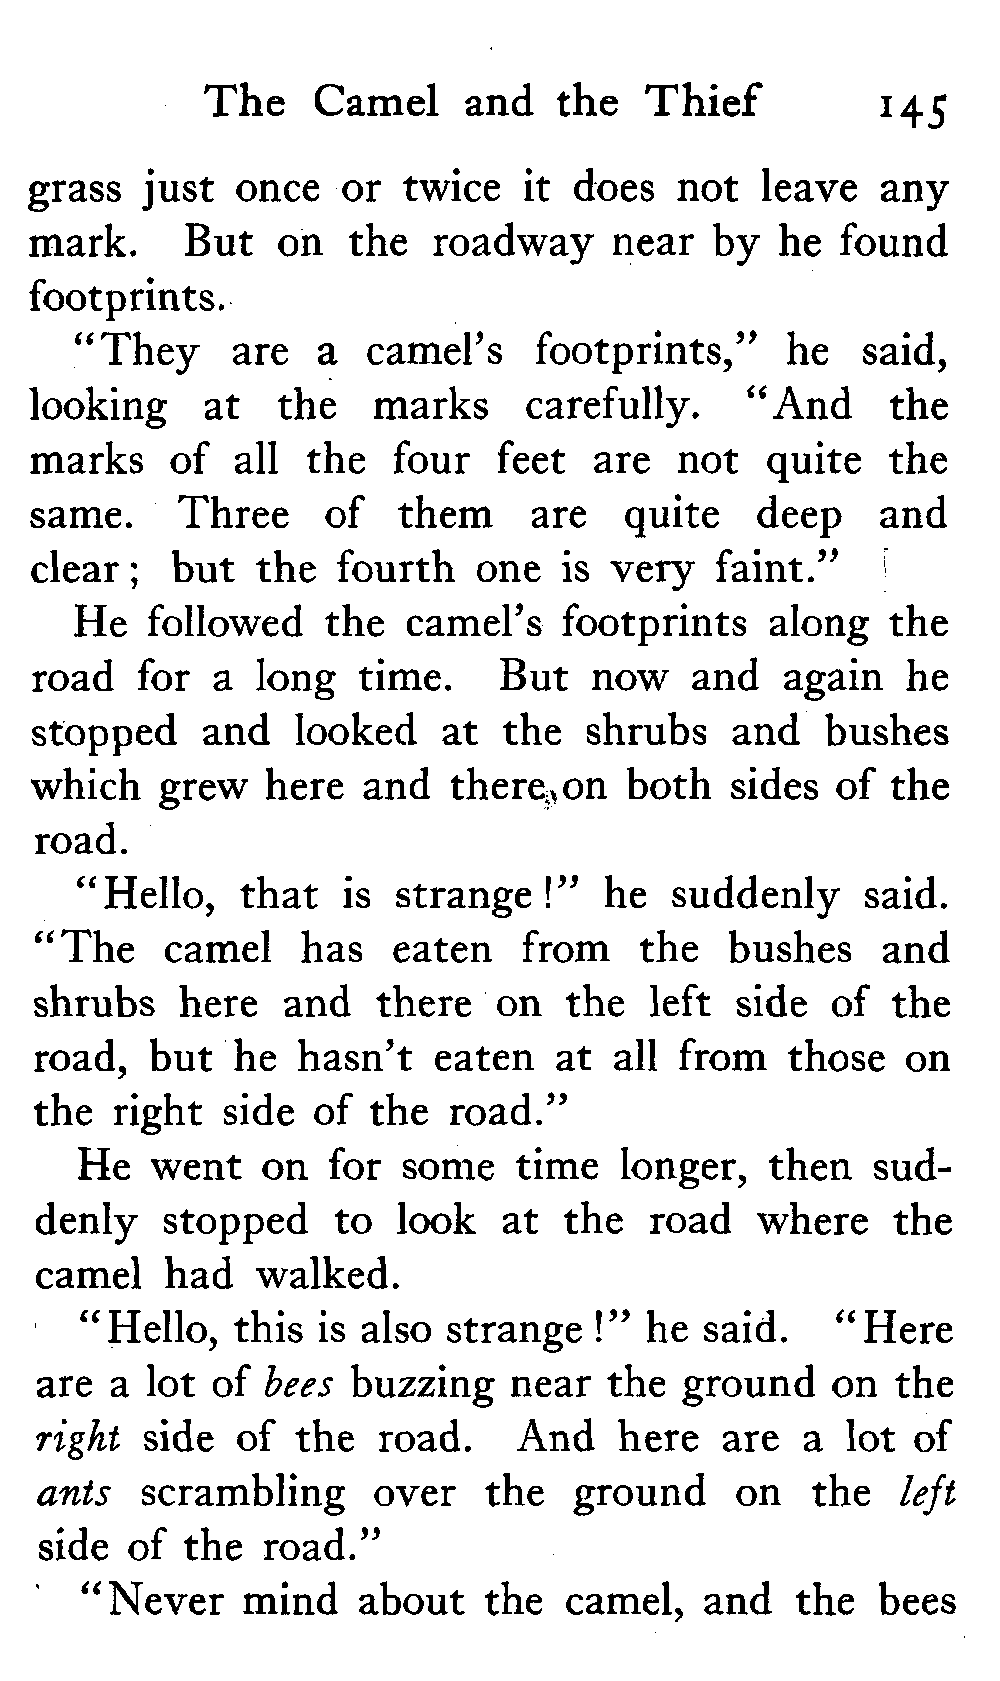 The Camel and the Thief 145
grass just once or twice it does not leave any
mark. But on the roadway near by he found
footprints.
"They are a camel's footprints," he said,
looking at the marks carefully. "And the
marks of all the four feet are not quite the
same. Three of them are quite deep and
clear; but the fourth one is very faint."
He followed the camel's footprints along the
road for a long time. But now and again he
stopped and looked at the shrubs and bushes
which grew here and there, on both sides of the
road.
"Hello, that is strange!" he suddenly said.
"The camel has eaten from the bushes and
shrubs here and there on the left side of the
road, but he hasn't eaten at all from those on
the right side of the road."
He went on for some time longer, then sud-
denly stopped to look at the road where the
camel had walked.
"Hello, this is also strange!" he said. "Here
are a lot of bees buzzing near the ground on the
right side of the road. And here are a lot of
ants scrambling over the ground on the left
side of the road."
"Never mind about the camel, and the bees